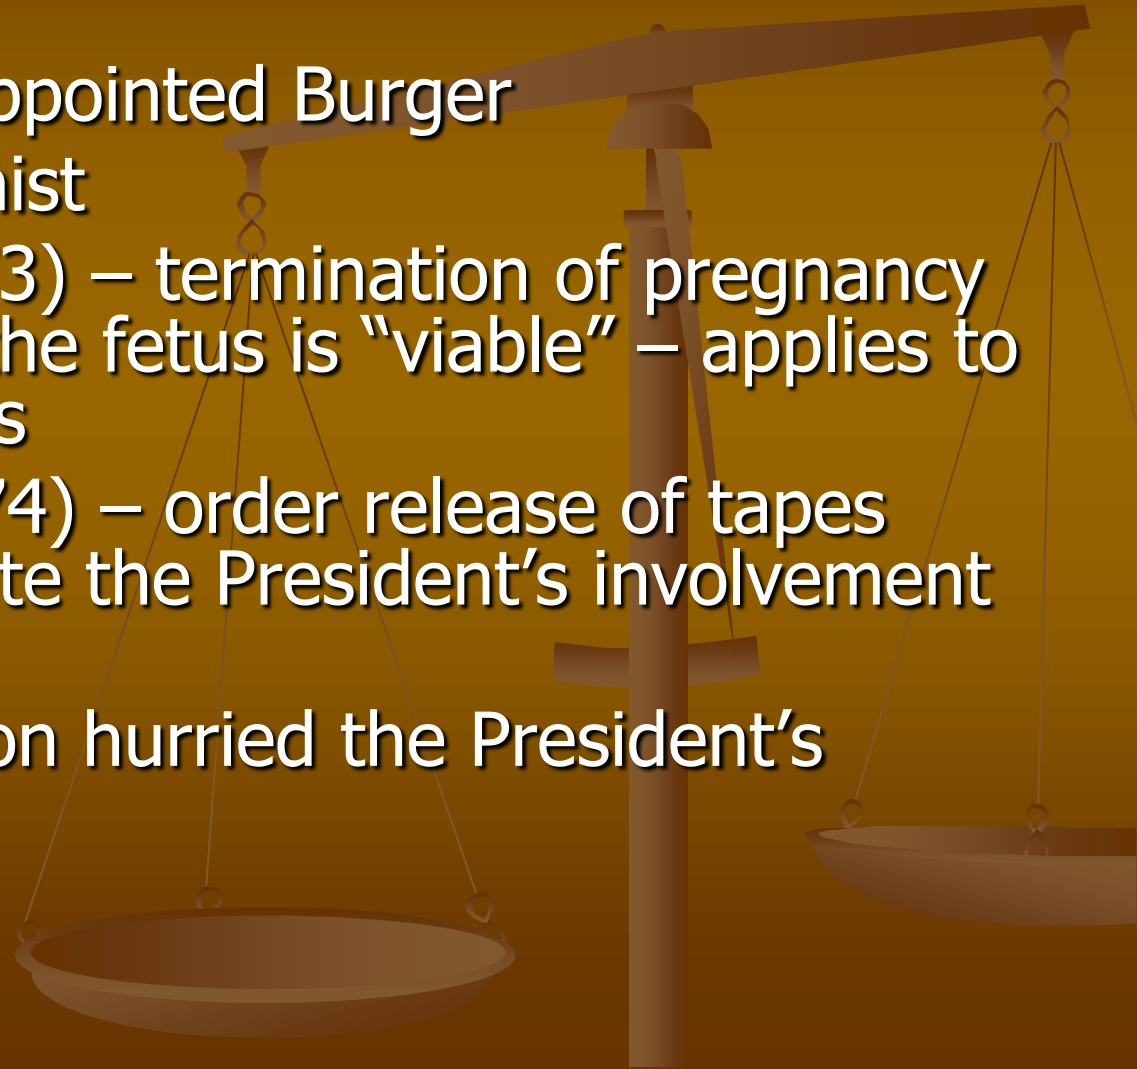 ppointed Burger
nist
3) – termination of pregnancy
he fetus is “viable” – applies to
s
74) – order release of tapes
te the President’s involvement
on hurried the President’s